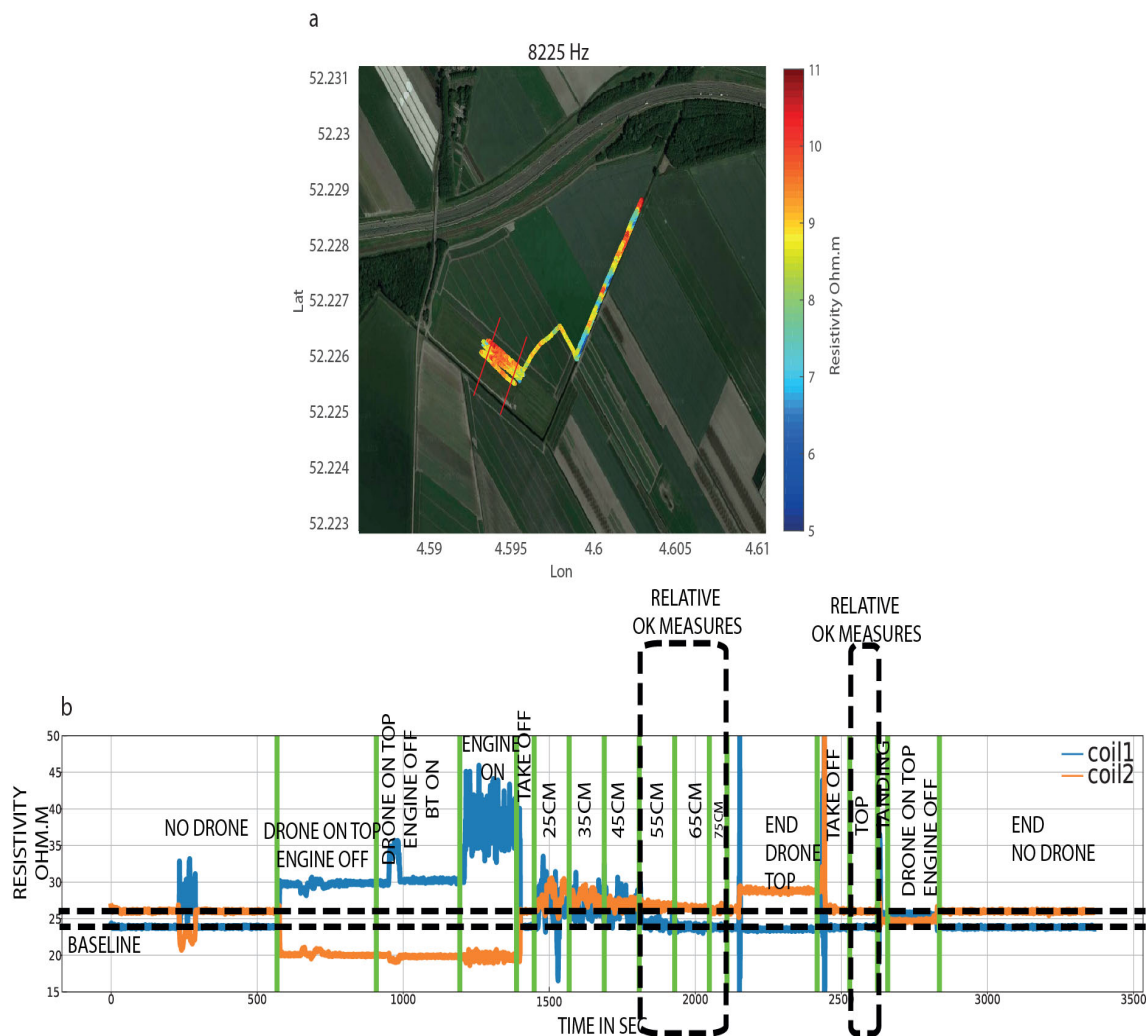 a
8225 Hz
52.231
52.23
52.229
52.228
52.227
52.226
52.225
52.224
52.223
Lat
4.59
4.595
4.6
4.605
4.61
Lon
11
10
9
8
7
6
5
Resistivity Ohm.m
RELATIVE
OK MEASURES
RELATIVE
OK MEASURES
b
50
45
40
35
30
25
20
15
RESISTIVITY
OHM.M
NO DRONE
DRONE ON TOP
ENGINE OFF
DRONE ON TOP
ENGINE OFF
BT ON
ENGINE
ON
TAKE OFF
25CM
35CM
45CM
55CM
65CM
75CM
END
DRONE
TOP
TAKE OFF
TOP
TANDING
DRONE ON TOP
ENGINE OFF
END
NO DRONE
coil1
coil2
BASELINE
0
500
1000
1500
2000
2500
3000
3500
TIME IN SEC